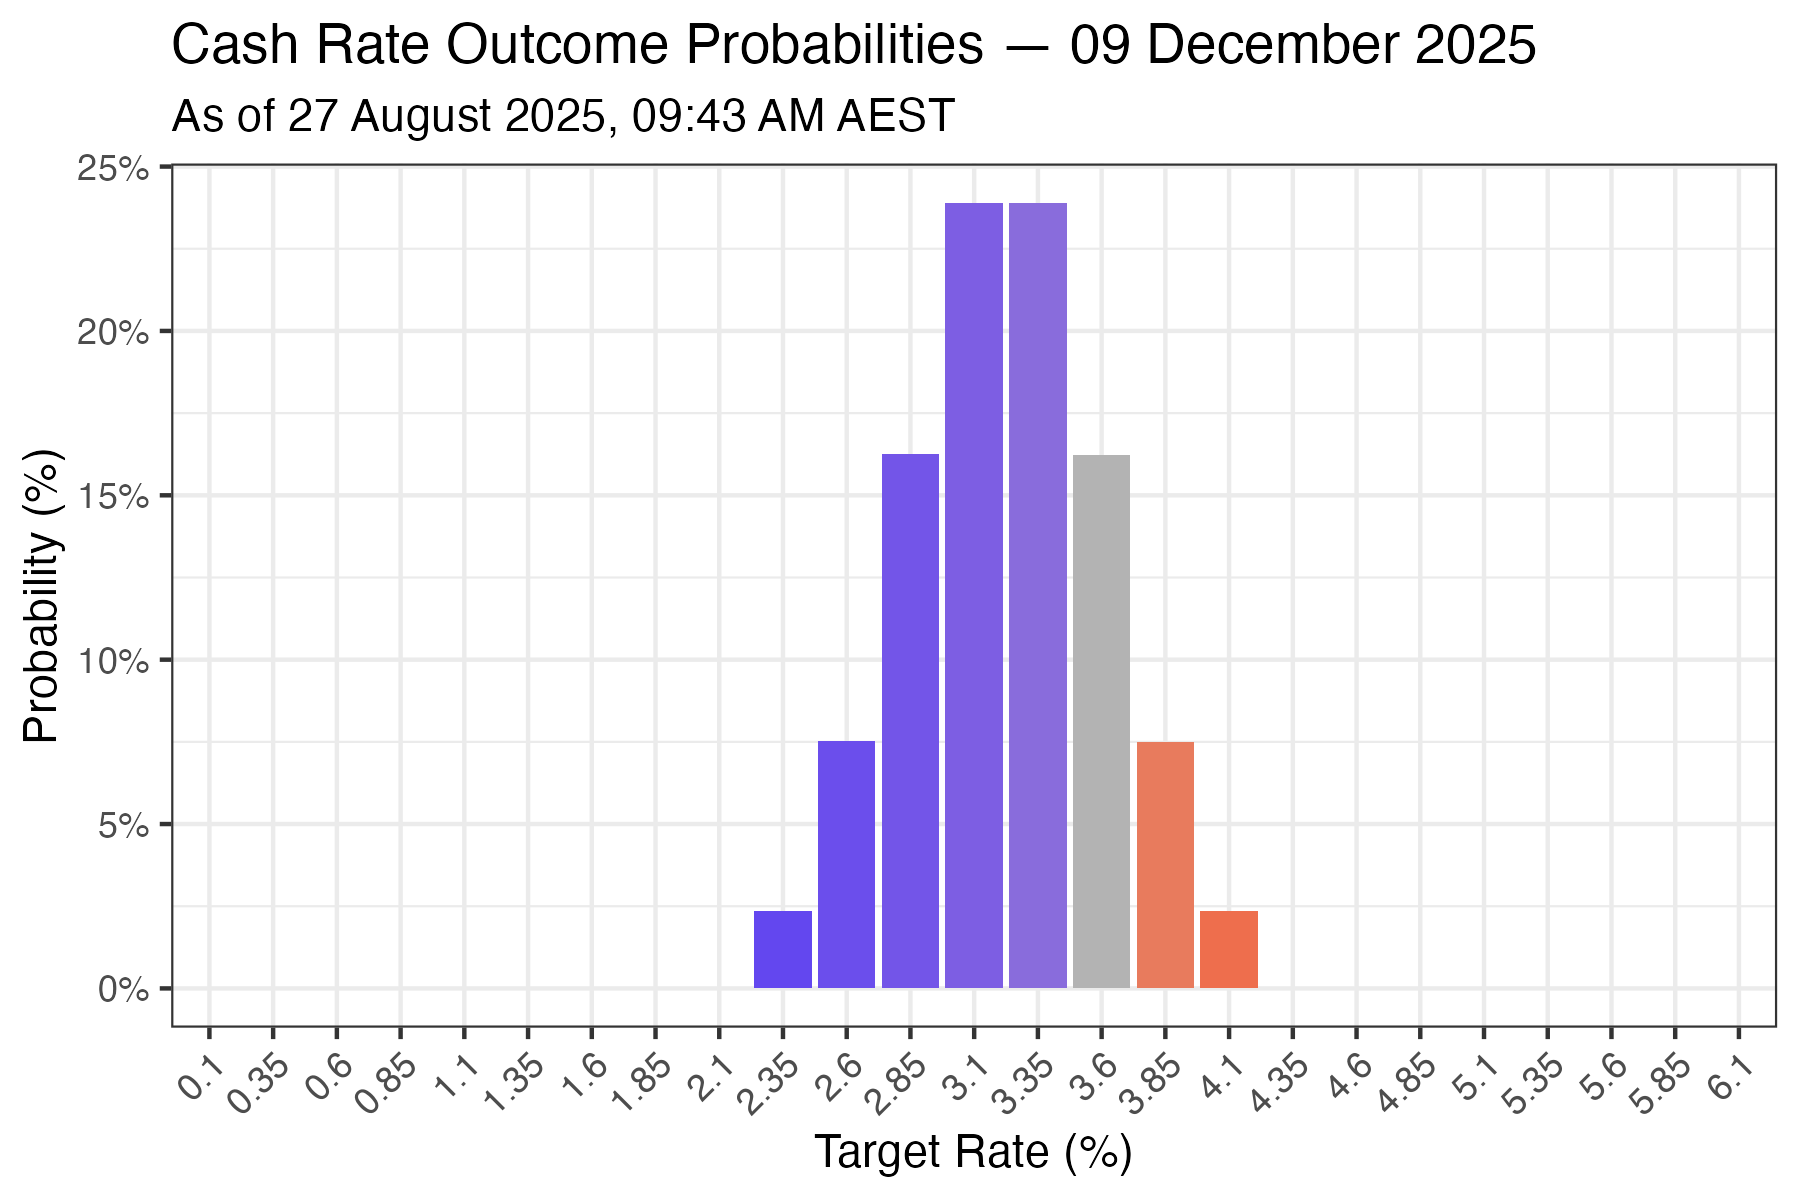 Cash Rate Outcome Probabilities — 09 December 2025
As of 27 August 2025, 09:43 AM AEST
Probability (%)
25%
20%
15%
10%
5%
0%
0.1 0.35 0.6 0.85 1.1 1.35 1.6 1.85 2.1 2.35 2.6 2.85 3.1 3.35 3.6 3.85 4.1 4.35 4.6 4.85 5.1 5.35 5.6 5.85 6.1
Target Rate (%)